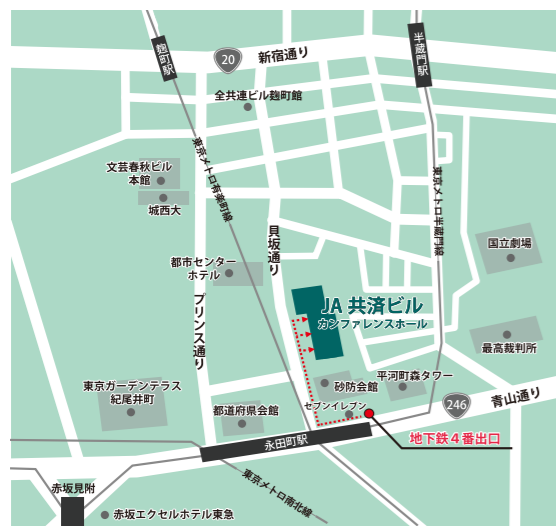 麹町駅
20
新宿通り
半蔵門駅
全共連ビル麹町館
東京メトロ有楽町線
文芸春秋ビル
本館
城西大
東京メトロ半蔵門線
貝坂通り
国立劇場
都市センター
ホテル
プリンス通り
JA 共済ビル
カンファレンスホール
最高裁判所
砂防会館
平河町森タワー
東京ガーデンテラス
紀尾井町
都道府県会館
セブンイレブン
246
青山通り
地下鉄4番出口
永田町駅
東京メトロ南北線
赤坂見附
赤坂エクセルホテル東急